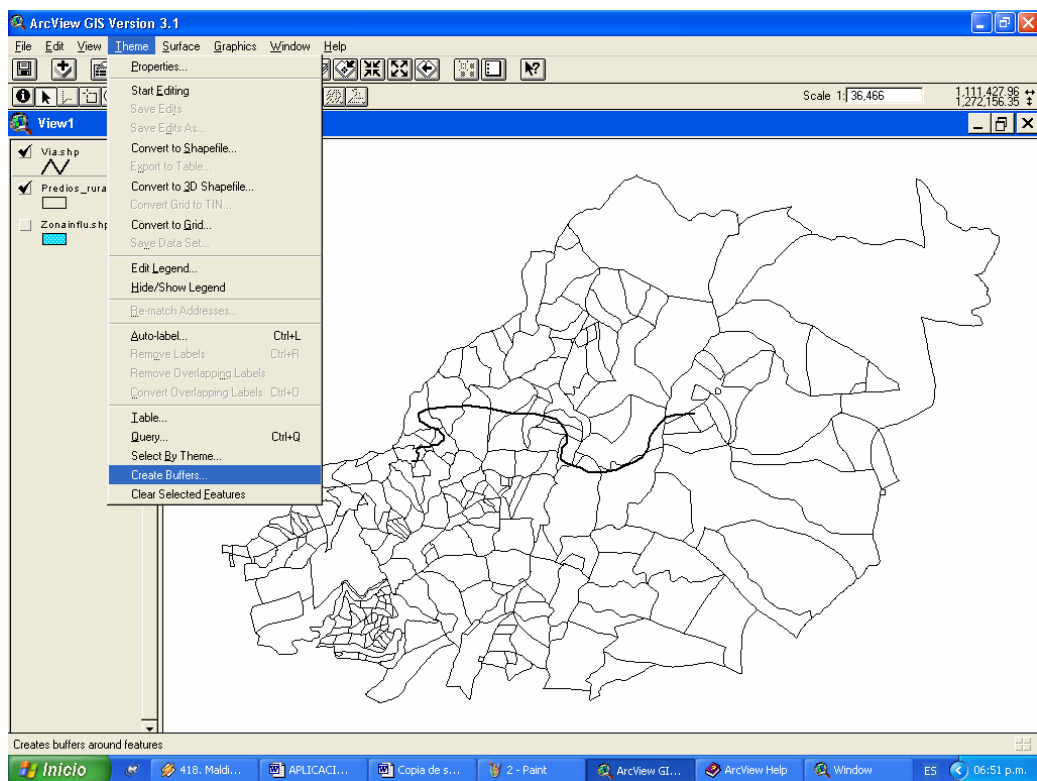 ArcView GIS Version 3.1
File Edit View Theme Surface Graphics Window Help
Scale 1: 36,466
1,111,427.96
1,272,156.35
View1
Via.shp
Predios_rura
Zonainflu.shp
Properties...
Start Editing
Save Edits
Save Edits As...
Convert to Shapefile...
Export to Table...
Convert to 3D Shapefile...
Convert Grid to TIN...
Convert to Grid...
Save Data Set...
Edit Legend...
Hide/Show Legend
Re-match Addresses...
Auto-label... Ctrl+L
Remove Labels Ctrl+R
Remove Overlapping Labels
Convert Overlapping Labels Ctrl+O
Table...
Query... Ctrl+Q
Select By Theme...
Create Buffers...
Clear Selected Features
Creates buffers around features
Inicio 418. Maldi... APLICACI... Copia de s... 2 - Paint ArcView GI... ArcView Help Window ES 06:51 p.m.